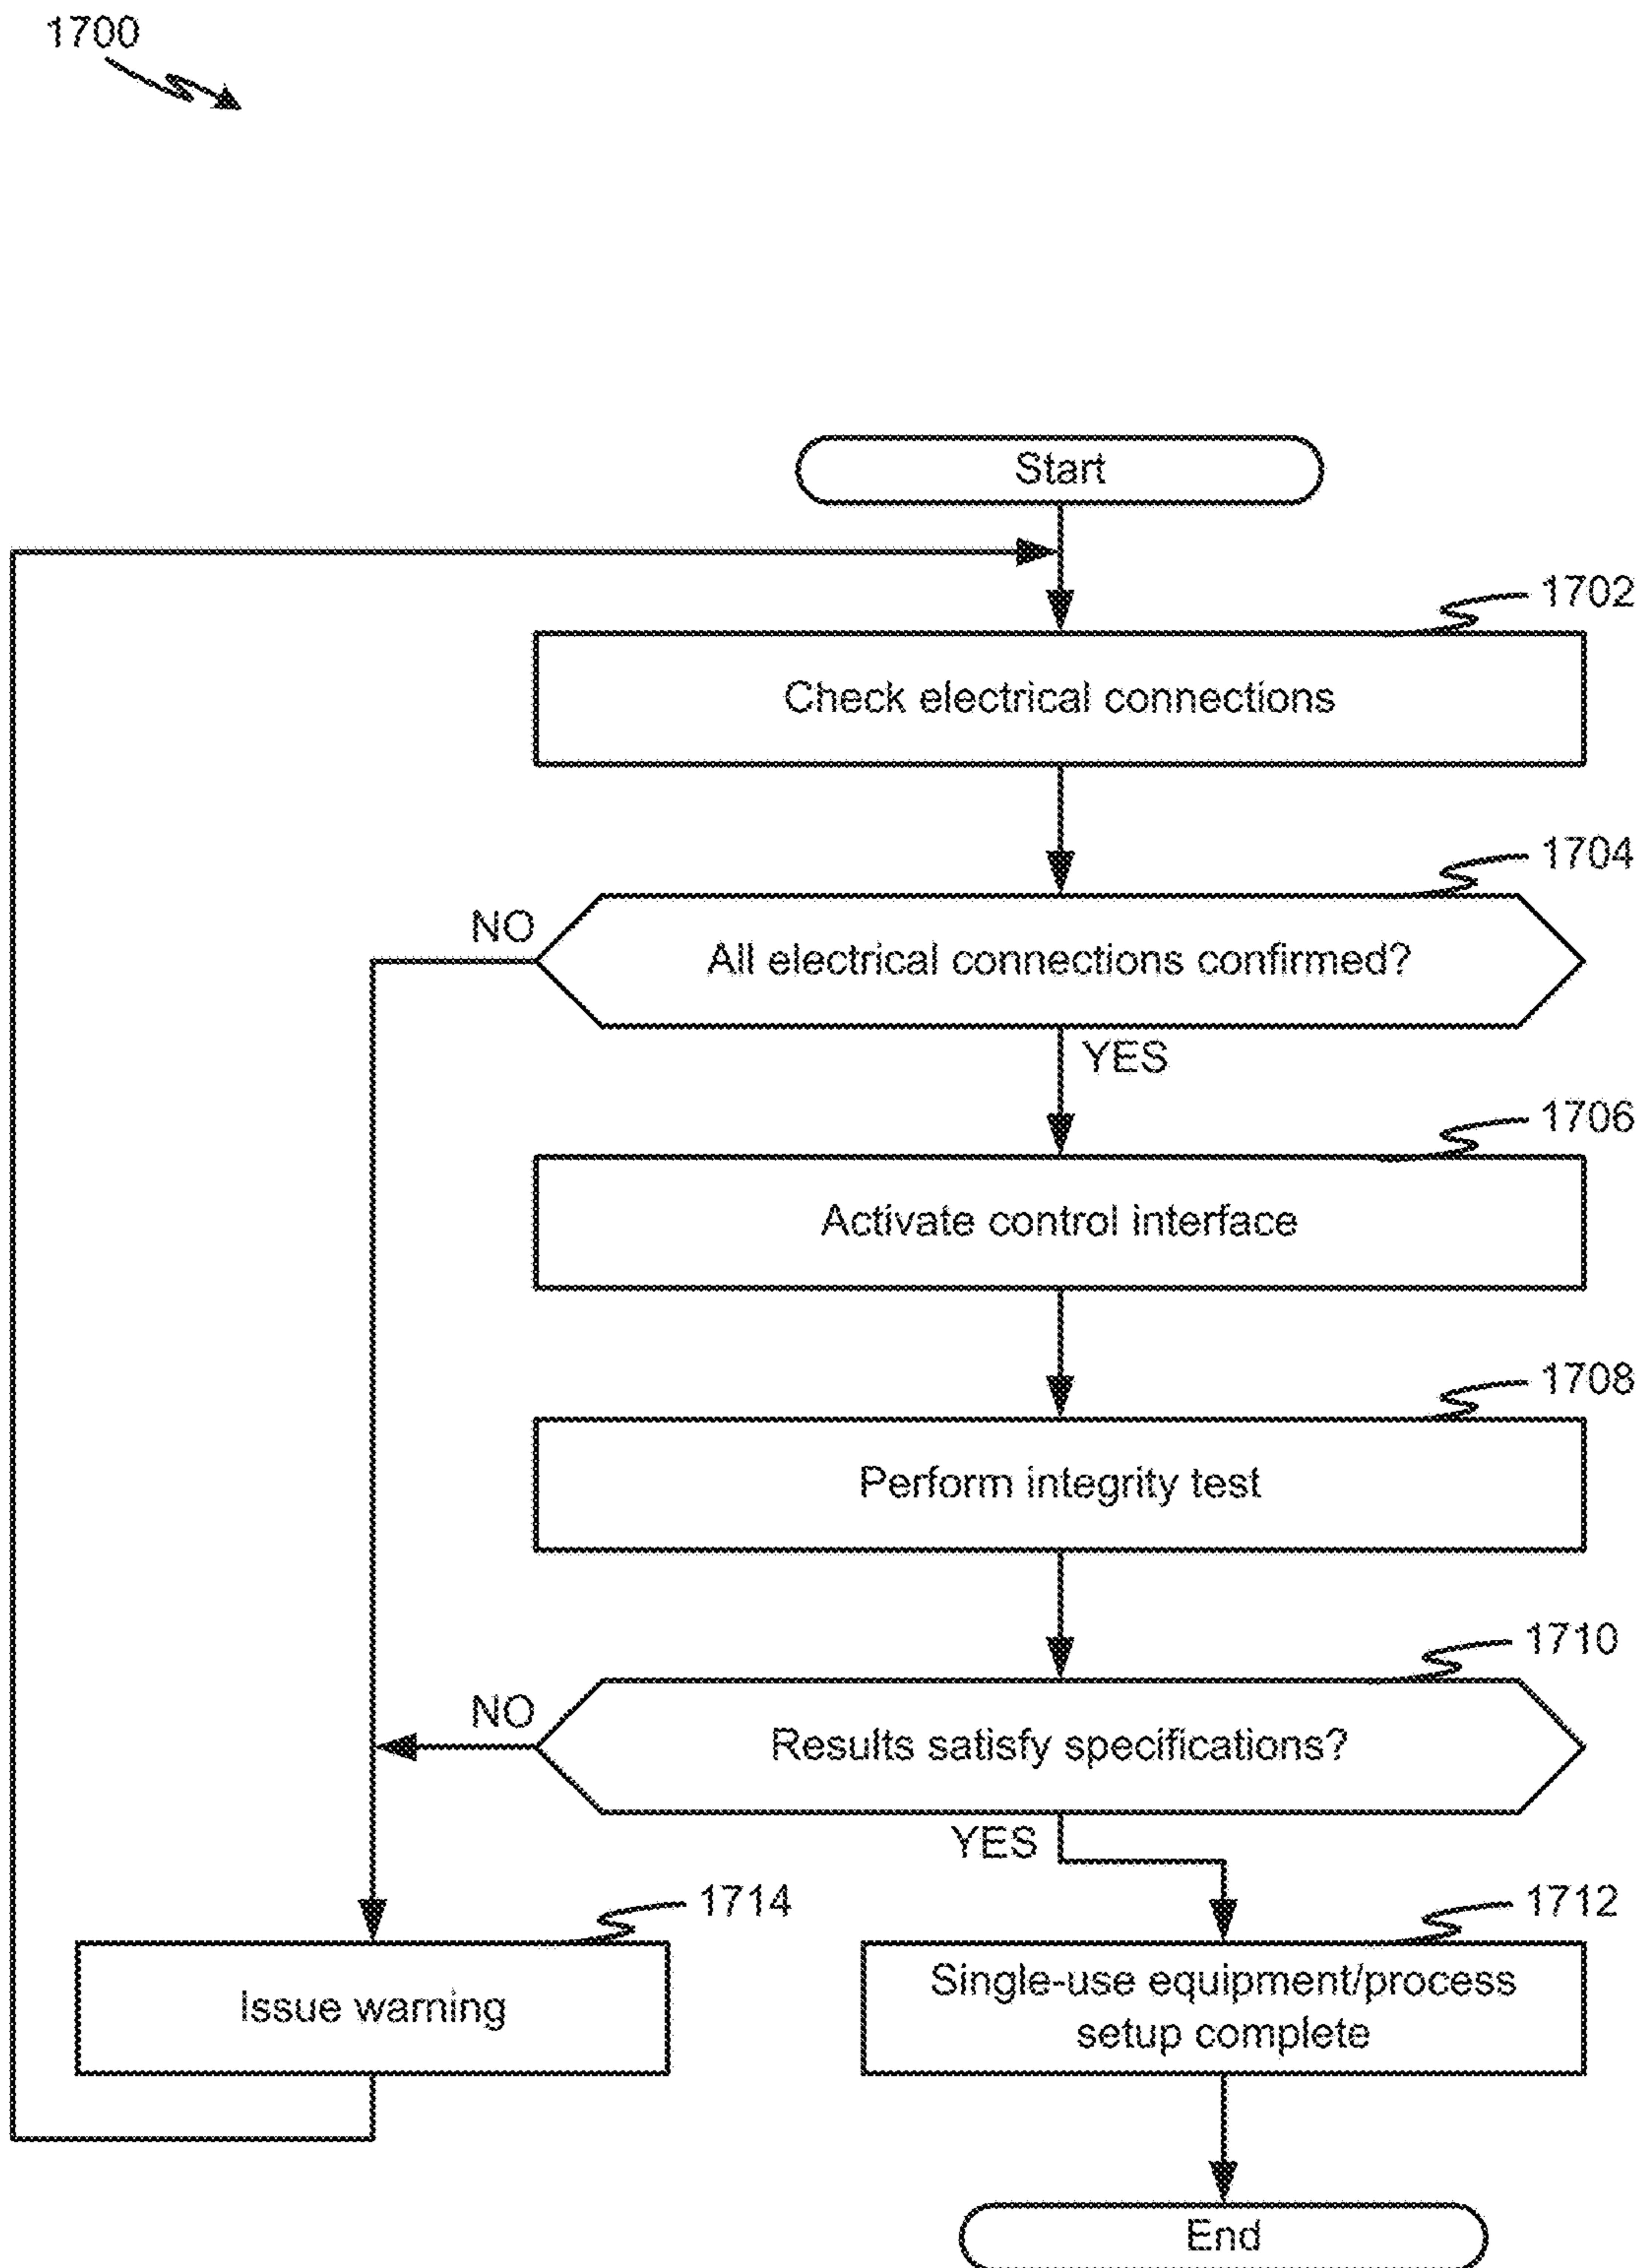 1700
Start
1702
Check electrical connections
1704
NO
All electrical connections confirmed?
YES
1706
Activate control interface
1708
Perform integrity test
1710
NO
Results satisfy specifications?
YES
1714
1712
Issue warning
Single-use equipment/process
setup complete
End